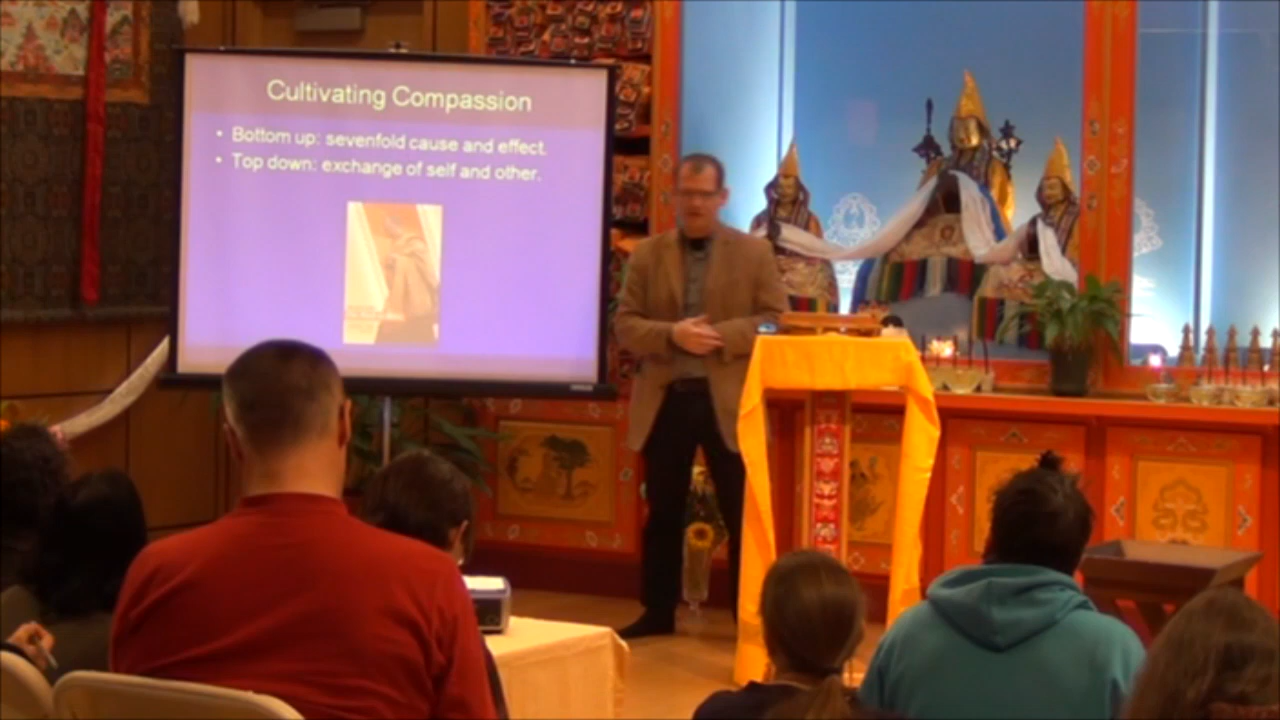 Cultivating Compassion
• Bottom up: sevenfold cause and effect.
• Top down: exchange of self and other.